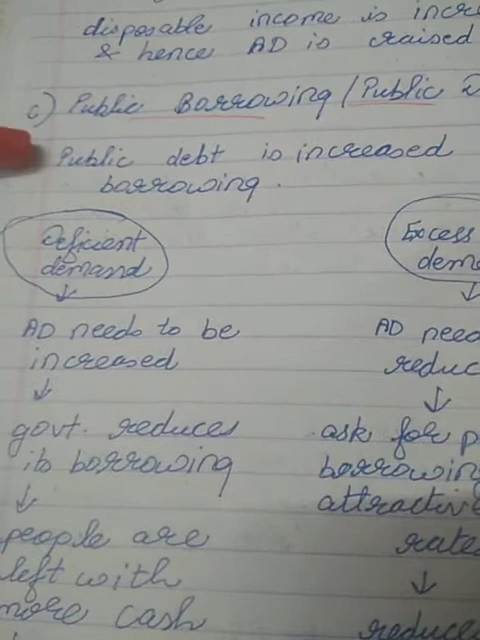 disposable income is incre
& hence AD is raised
c) Public Borrowing / Public
Public debt is increased
borrowing.
Deficient
demand
Excess
dem
↓
↓
AD needs to be
increased
AD need
reduc
↓
↓
govt. reduces
its borrowing
ask for p
borrowing
attractive
rate
↓
↓
people are
left with
more cash
reduces